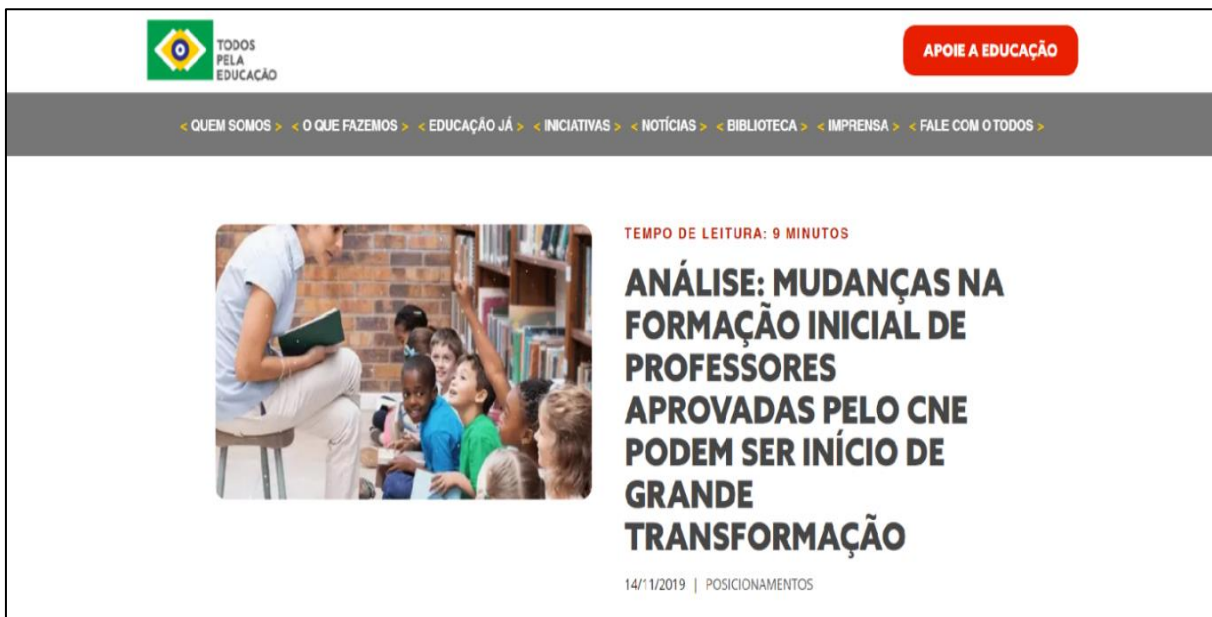 TODOS
PELA
EDUCAÇÃO
APOIE A EDUCAÇÃO
< QUEM SOMOS > < O QUE FAZEMOS > < EDUCAÇÃO JÁ > < INICIATIVAS > < NOTÍCIAS > < BIBLIOTECA > < IMPRENSA > < FALE COM O TODOS >
TEMPO DE LEITURA: 9 MINUTOS
ANÁLISE: MUDANÇAS NA
FORMAÇÃO INICIAL DE
PROFESSORES
APROVADAS PELO CNE
PODEM SER INÍCIO DE
GRANDE
TRANSFORMAÇÃO
14/11/2019 | POSICIONAMENTOS